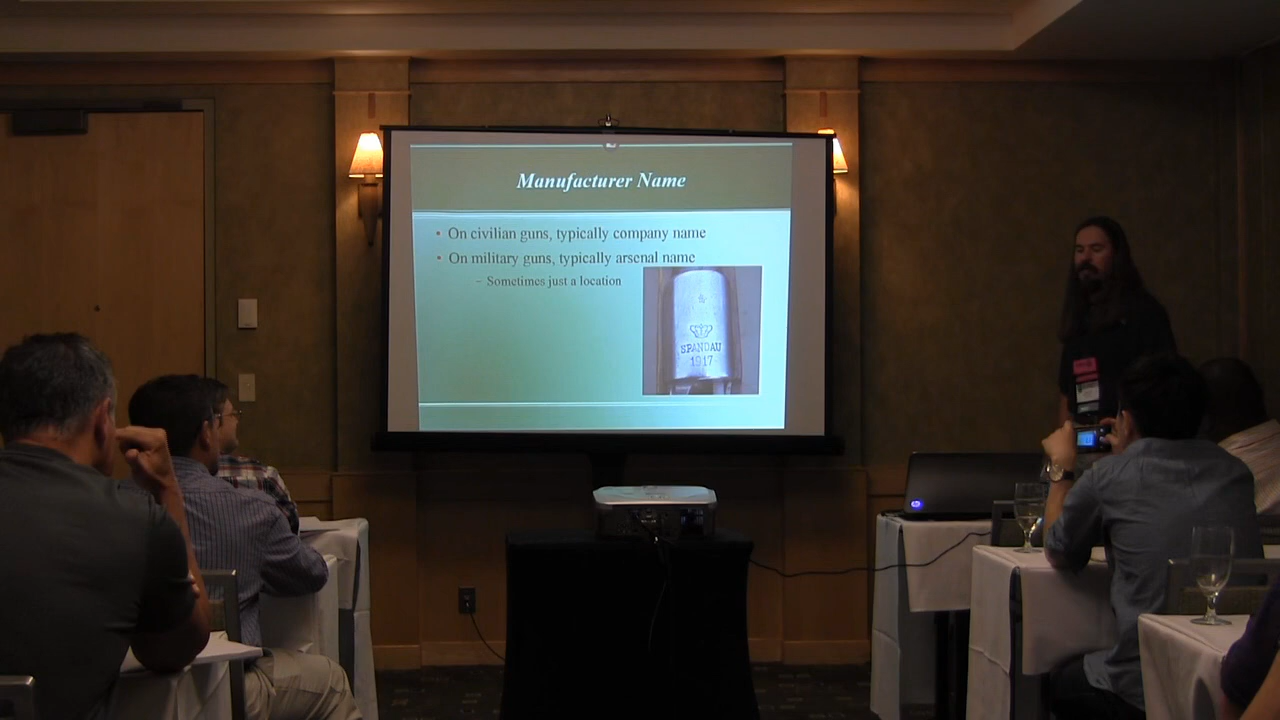 Manufacturer Name
• On civilian guns, typically company name
• On military guns, typically arsenal name
– Sometimes just a location
SPANDAU
1917